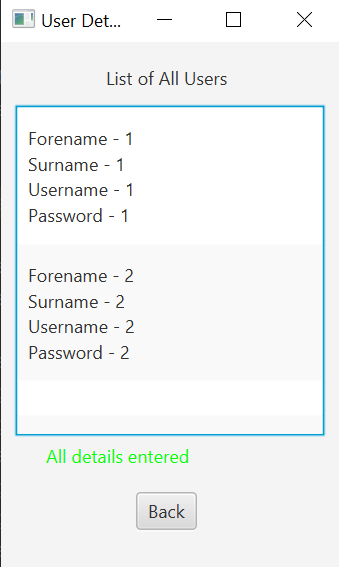 User Det...
List of All Users
Forename - 1
Surname - 1
Username - 1
Password - 1
Forename - 2
Surname - 2
Username - 2
Password - 2
All details entered
Back